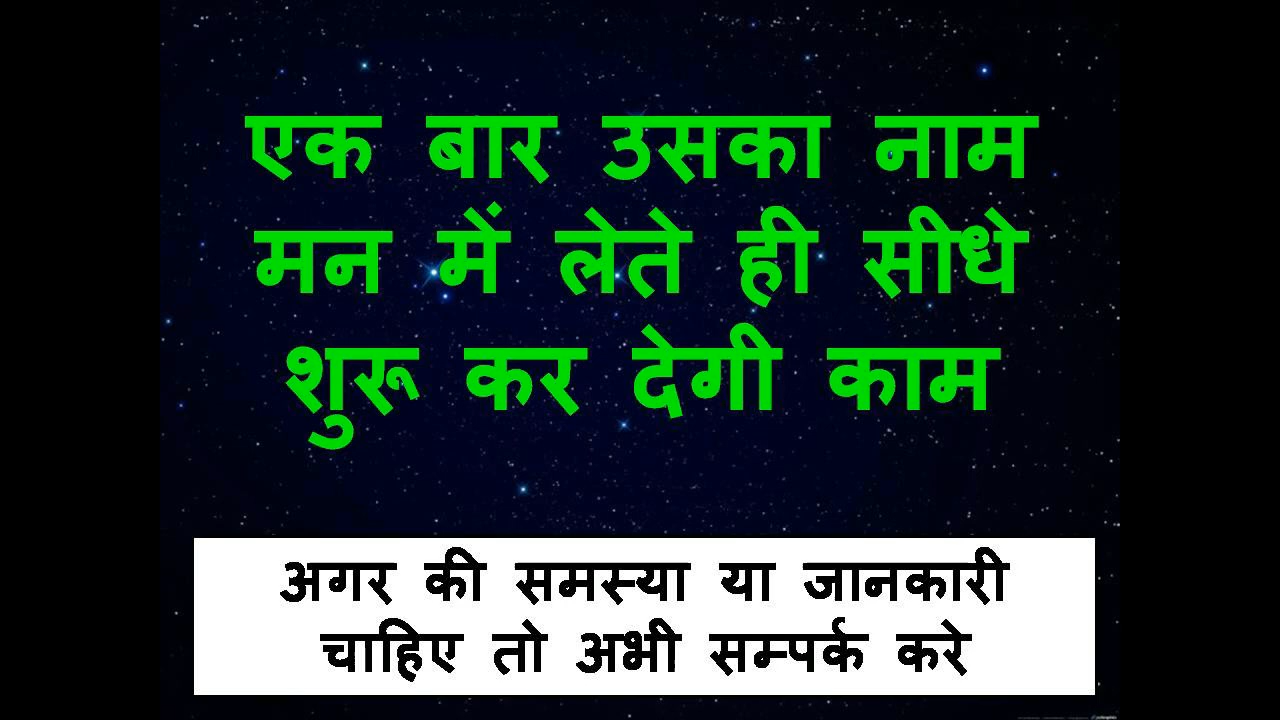 एक बार उसका नाम
मन में लेते ही सीधे
शुरू कर देगी काम
अगर की समस्या या जानकारी
चाहिए तो अभी सम्पर्क करे